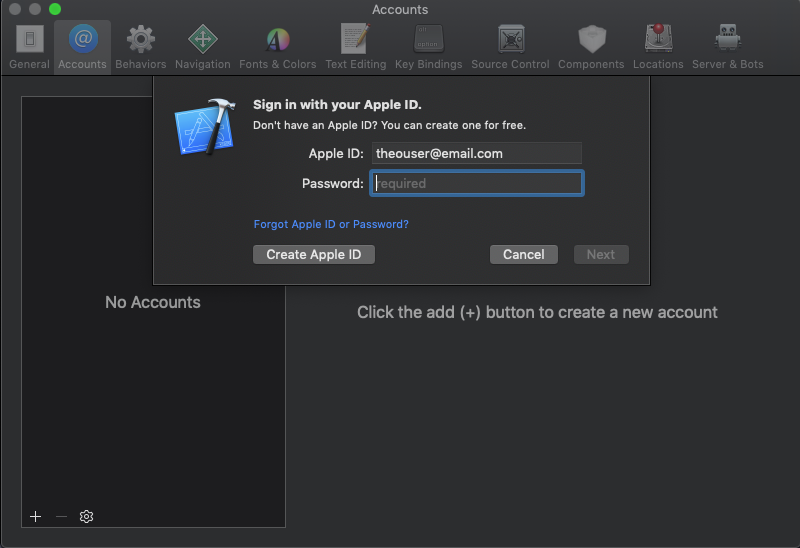 Accounts
General Accounts Behaviors Navigation Fonts & Colors Text Editing Key Bindings Source Control Components Locations Server & Bots
Sign in with your Apple ID.
Don't have an Apple ID? You can create one for free.
Apple ID: theouser@email.com
Password: required
Forgot Apple ID or Password?
Create Apple ID Cancel Next
No Accounts
Click the add (+) button to create a new account